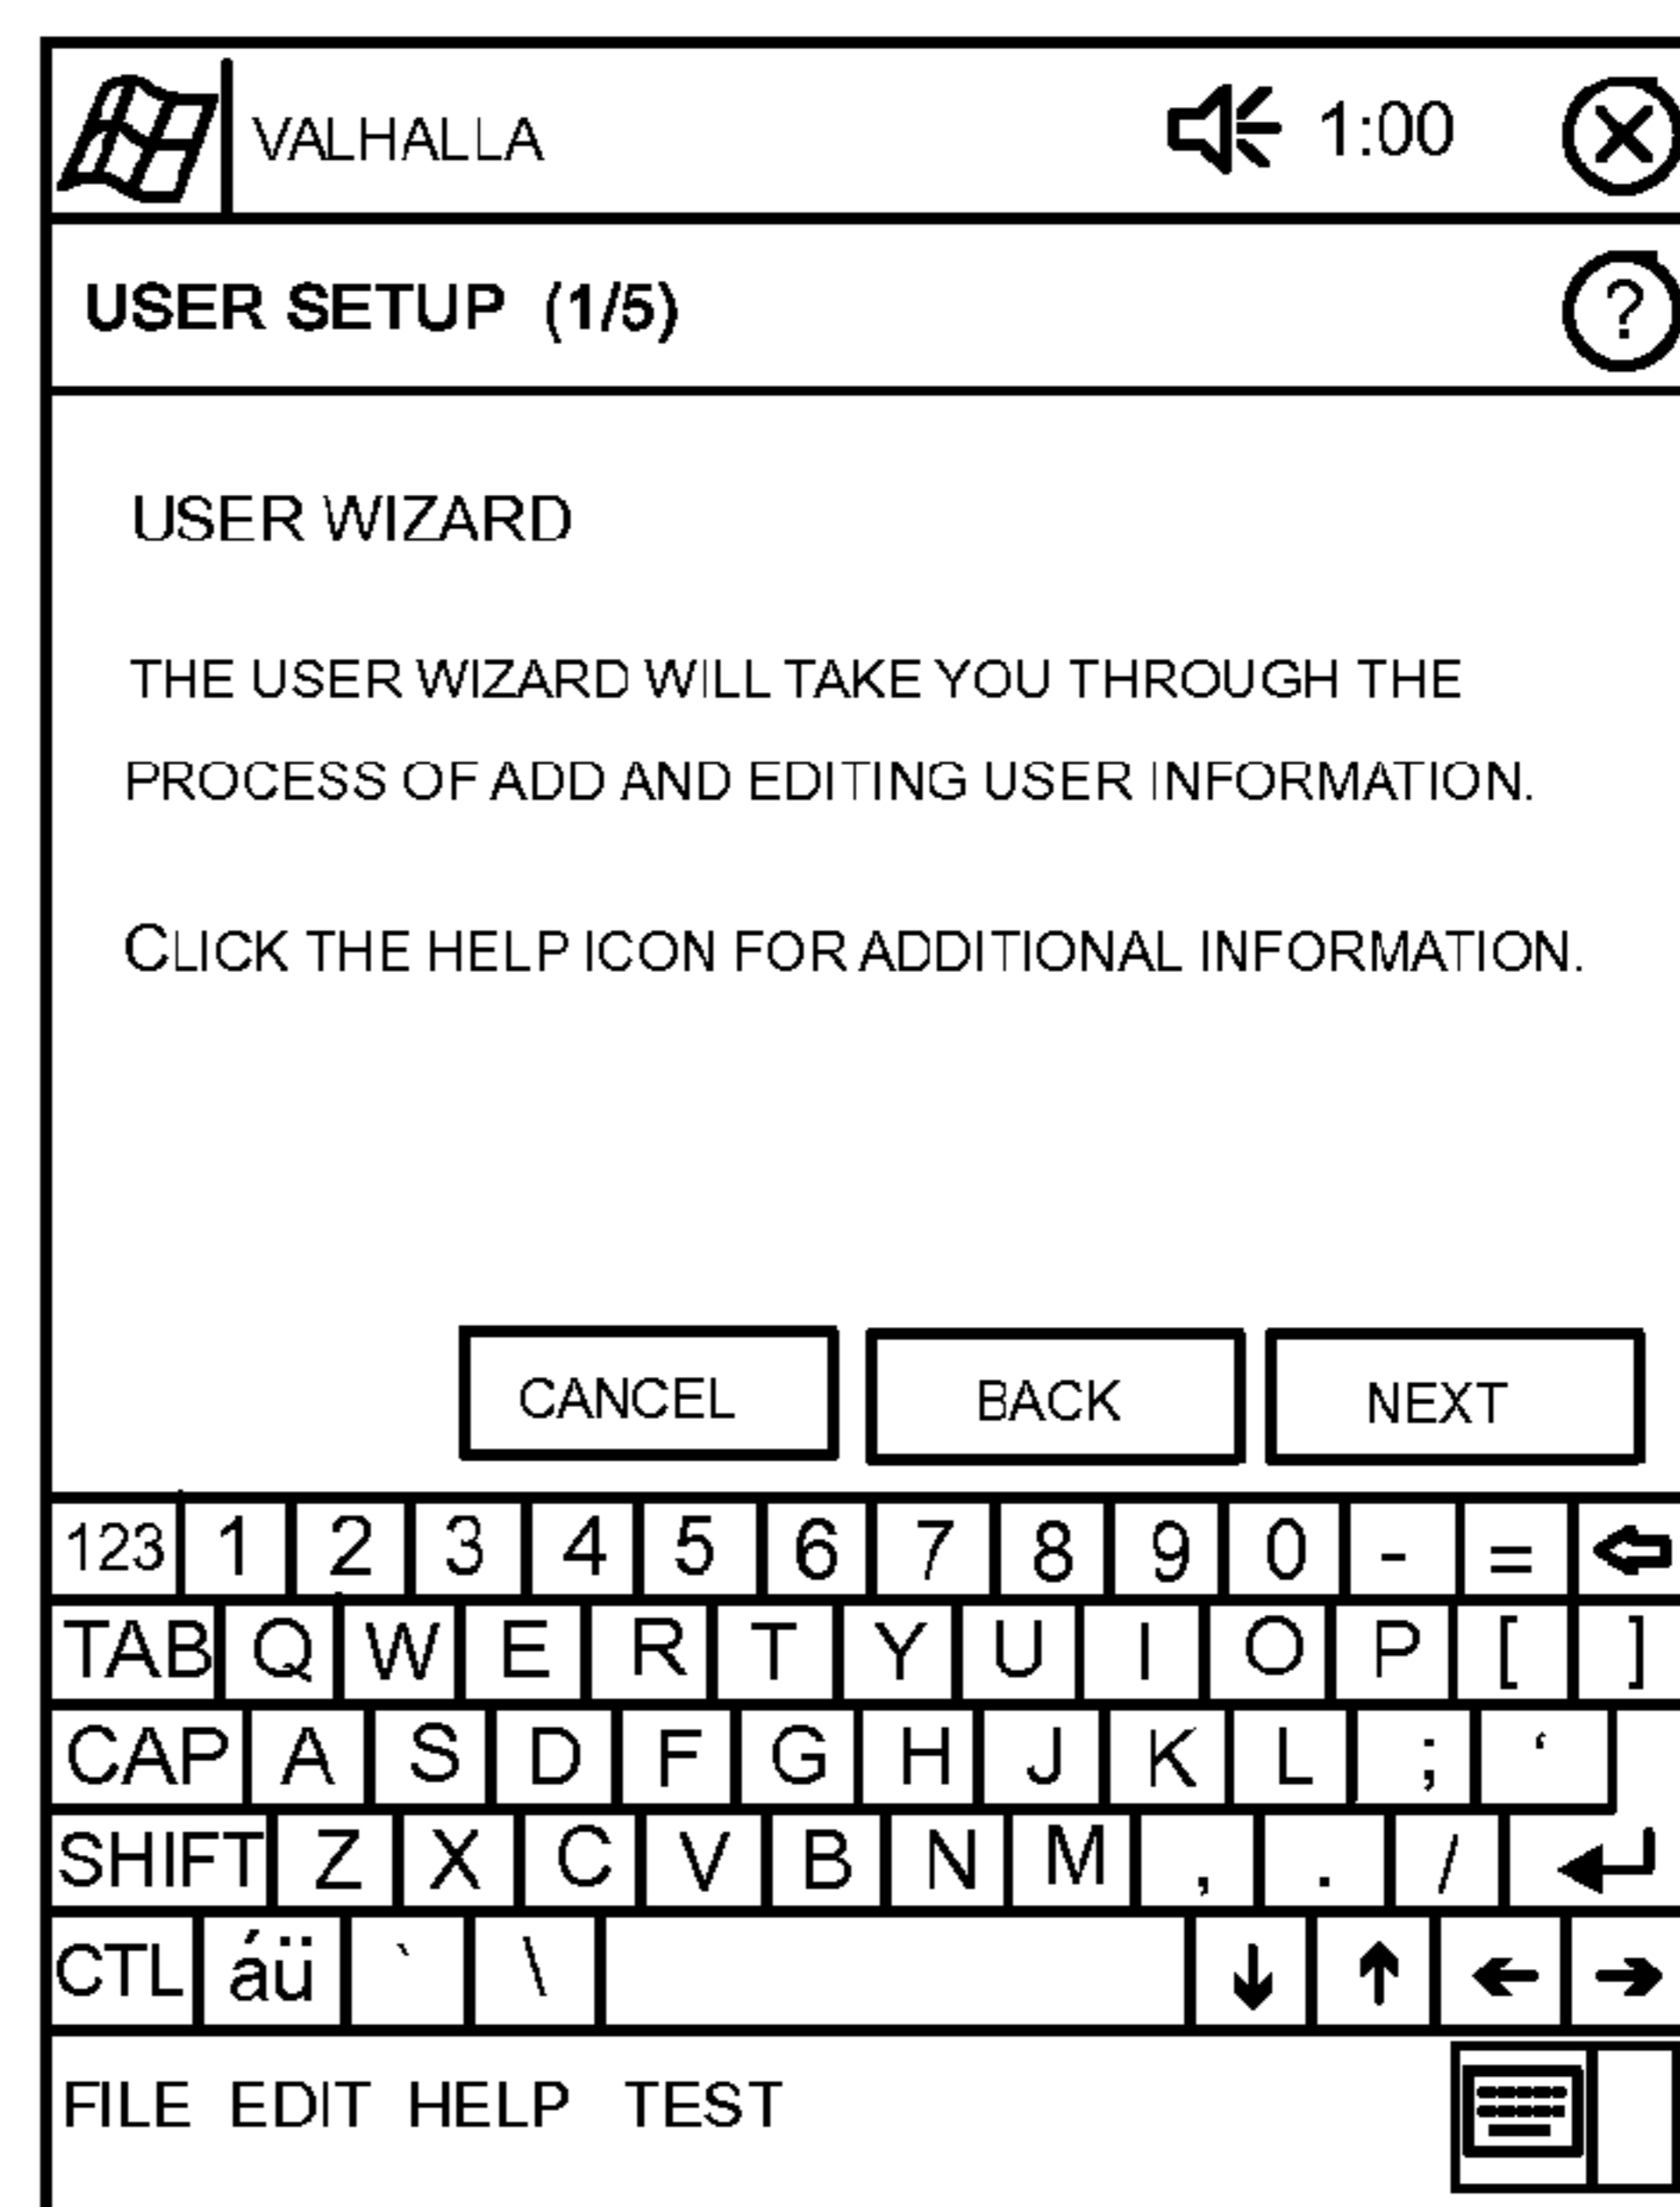 VALHALLA 1:00
USER SETUP (1/5) ?
USER WIZARD
THE USER WIZARD WILL TAKE YOU THROUGH THE
PROCESS OF ADD AND EDITING USER INFORMATION.
CLICK THE HELP ICON FOR ADDITIONAL INFORMATION.
CANCEL BACK NEXT
123 1 2 3 4 5 6 7 8 9 0 - =
TAB Q W E R T Y U I O P [ ]
CAP A S D F G H J K L ; ‘
SHIFT Z X C V B N M , . /
CTL áü ` \
FILE EDIT HELP TEST